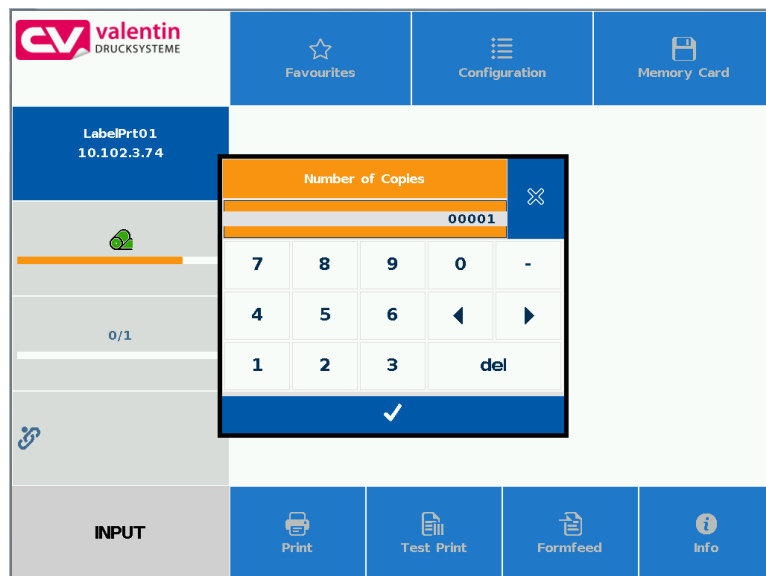 valentin
DRUCKSYSTEME
Favourites
Configuration
Memory Card
LabelPrt01
10.102.3.74
Number of Copies
00001
7 8 9 0 -
4 5 6
1 2 3 del
0/1
INPUT
Print
Test Print
Formfeed
Info